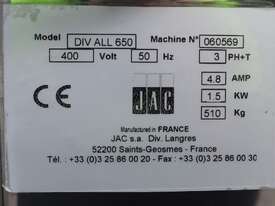 Model DIV ALL 650 Machine N° 060569
400 Volt 50 Hz 3 PH+T
4.8 AMP
CE 1.5 KW
JAC 510 Kg
Manufactured in FRANCE
JAC s.a. Div. Langres
52200 Saints-Geosmes - France
Tél. : +33 (0)3 25 86 00 20 - Fax : +33 (0)3 25 86 00 30